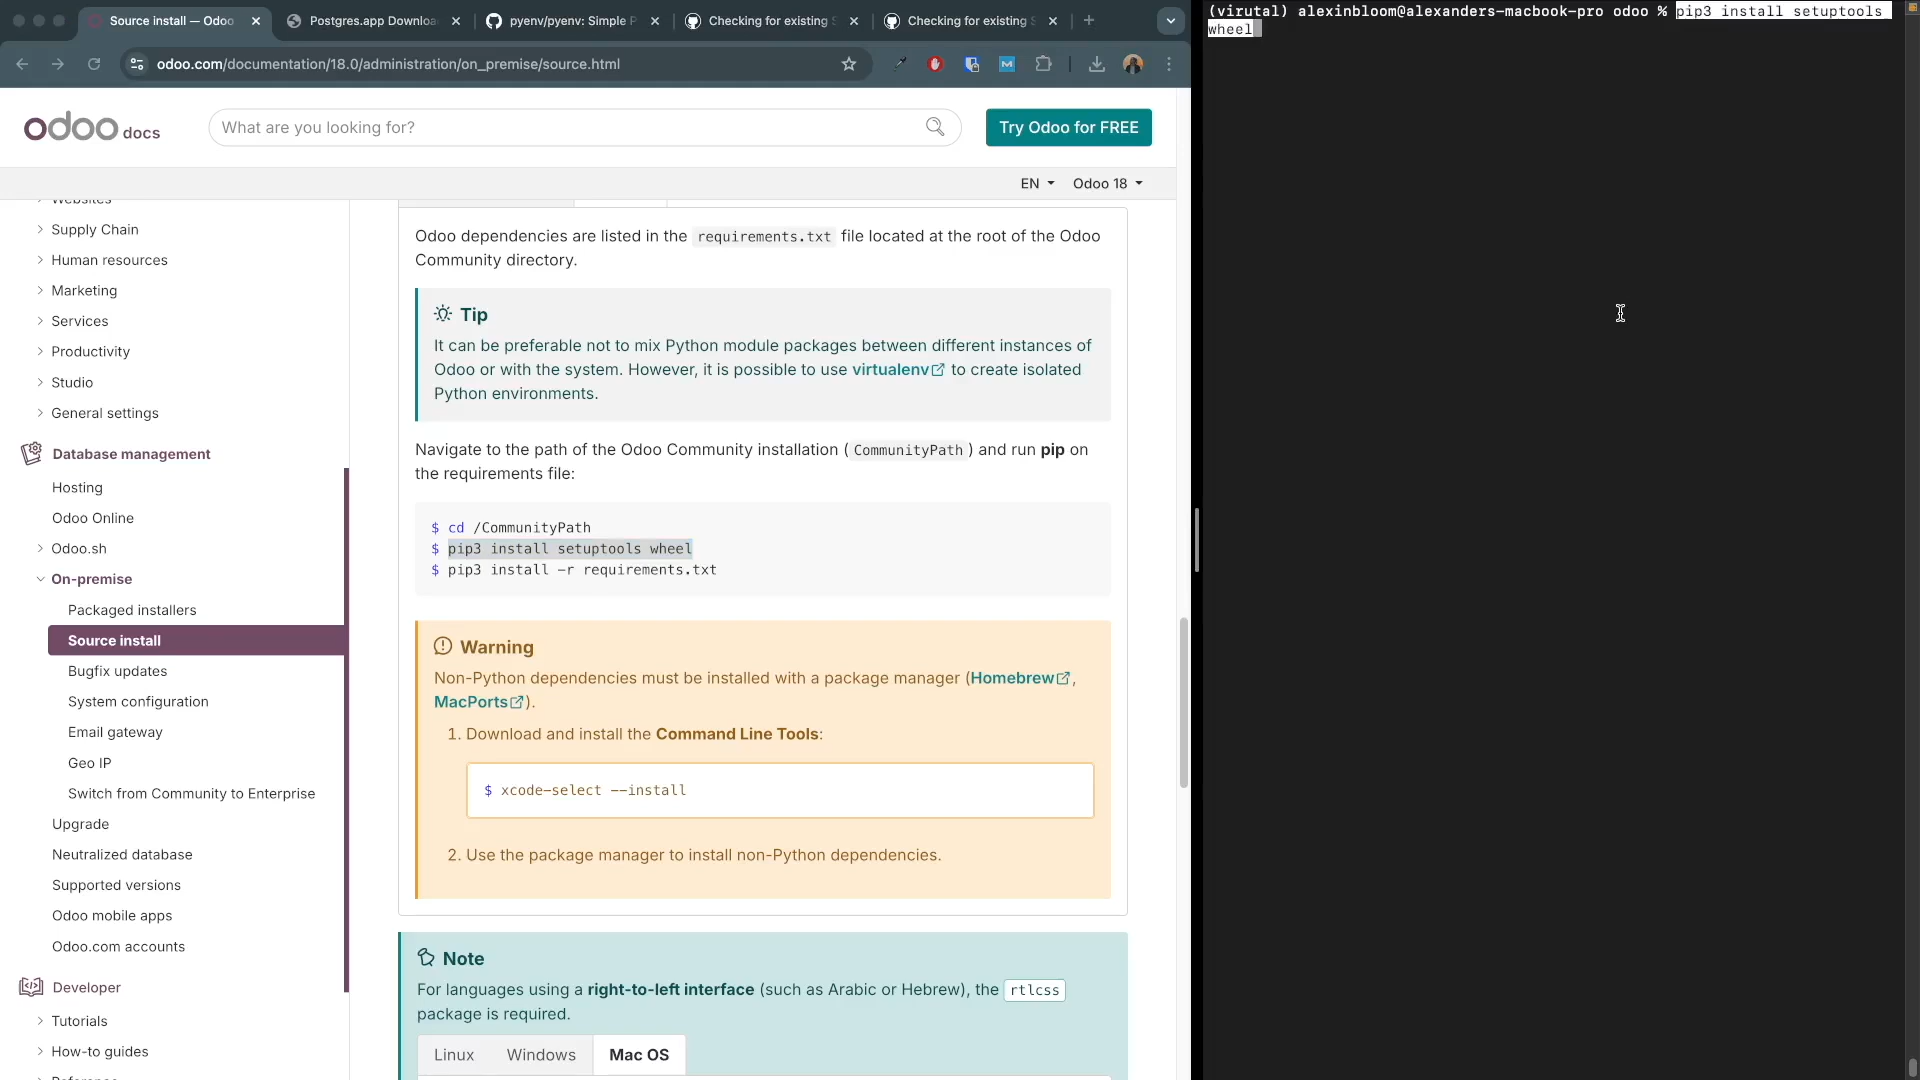 Source install — Odoo
Postgres.app Downloa
pyenv/pyenv: Simple P
Checking for existing S
Checking for existing S
odoo.com/documentation/18.0/administration/on_premise/source.html
odoo docs
What are you looking for?
Try Odoo for FREE
EN
Odoo 18
Websites
Supply Chain
Human resources
Marketing
Services
Productivity
Studio
General settings
Database management
Hosting
Odoo Online
Odoo.sh
On-premise
Packaged installers
Source install
Bugfix updates
System configuration
Email gateway
Geo IP
Switch from Community to Enterprise
Upgrade
Neutralized database
Supported versions
Odoo mobile apps
Odoo.com accounts
Developer
Tutorials
How-to guides
Odoo dependencies are listed in the requirements.txt file located at the root of the Odoo
Community directory.
Tip
It can be preferable not to mix Python module packages between different instances of
Odoo or with the system. However, it is possible to use virtualenv to create isolated
Python environments.
Navigate to the path of the Odoo Community installation ( CommunityPath ) and run pip on
the requirements file:
$ cd /CommunityPath
$ pip3 install setuptools wheel
$ pip3 install -r requirements.txt
Warning
Non-Python dependencies must be installed with a package manager (Homebrew,
MacPorts).
1. Download and install the Command Line Tools:
$ xcode-select --install
2. Use the package manager to install non-Python dependencies.
Note
For languages using a right-to-left interface (such as Arabic or Hebrew), the rtlcss
package is required.
Linux
Windows
Mac OS
(virutal) alexinbloom@alexanders-macbook-pro odoo % pip3 install setuptools
wheel